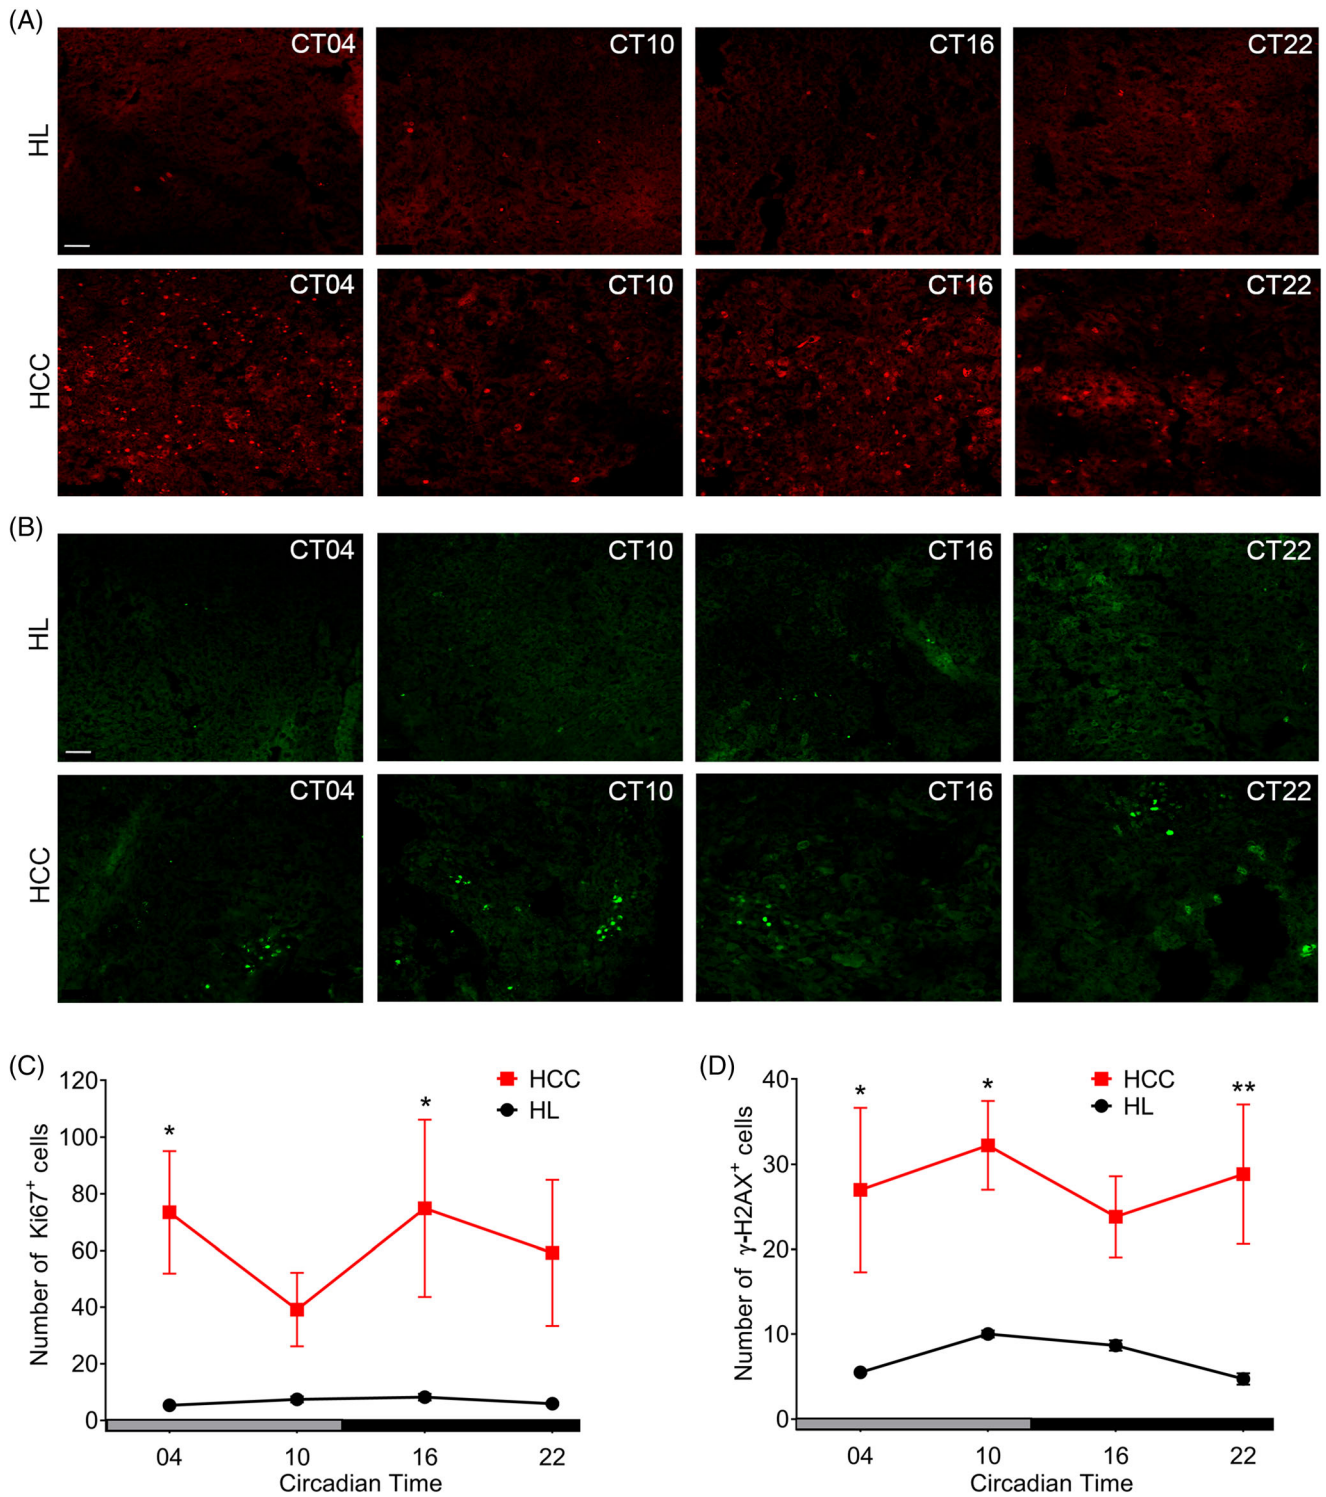 (A)
CT04 CT10 CT16 CT22
HL
CT04 CT10 CT16 CT22
HCC
(B)
CT04 CT10 CT16 CT22
HL
CT04 CT10 CT16 CT22
HCC
(C)
HCC
HL
Number of Ki67+ cells
120
100
80
60
40
20
0
* *
04 10 16 22
Circadian Time
(D)
HCC
HL
Number of γ-H2AX+ cells
40
30
20
10
0
* * **
04 10 16 22
Circadian Time